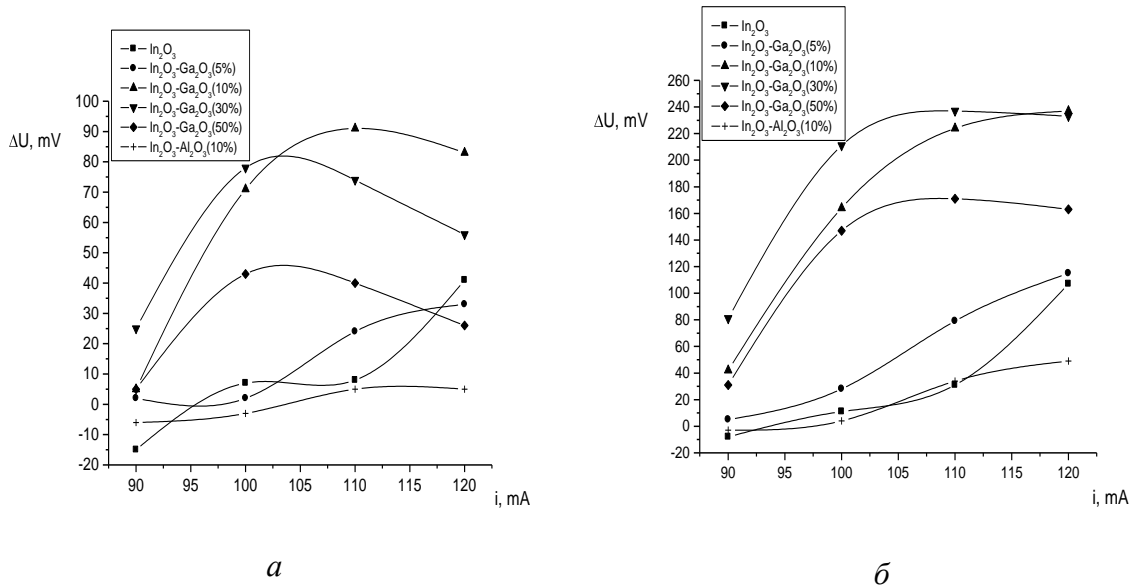 In₂O₃
In₂O₃-Ga₂O₃(5%)
In₂O₃-Ga₂O₃(10%)
In₂O₃-Ga₂O₃(30%)
In₂O₃-Ga₂O₃(50%)
In₂O₃-Al₂O₃(10%)
ΔU, mV
100
90
80
70
60
50
40
30
20
10
0
-10
-20
90 95 100 105 110 115 120
i, mA
а
In₂O₃
In₂O₃-Ga₂O₃(5%)
In₂O₃-Ga₂O₃(10%)
In₂O₃-Ga₂O₃(30%)
In₂O₃-Ga₂O₃(50%)
In₂O₃-Al₂O₃(10%)
ΔU, mV
260
240
220
200
180
160
140
120
100
80
60
40
20
0
-20
90 95 100 105 110 115 120
i, mA
б